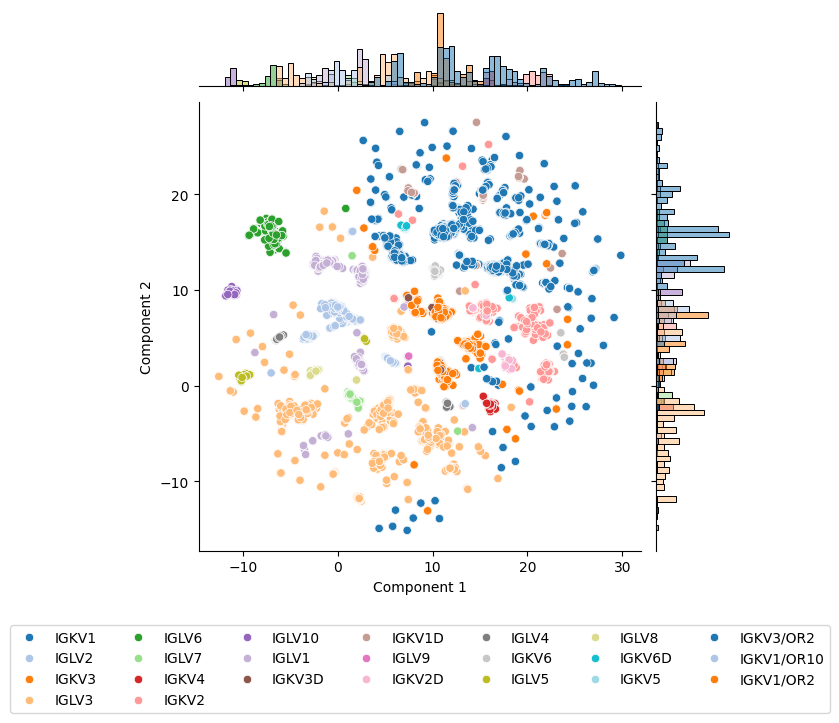 20
10
0
−10
Component 2
−10 0 10 20 30
Component 1
IGKV1 IGLV6 IGLV10 IGKV1D IGLV4 IGLV8 IGKV3/OR2
IGLV2 IGLV7 IGLV1 IGLV9 IGKV6 IGKV6D IGKV1/OR10
IGKV3 IGKV4 IGKV3D IGKV2D IGLV5 IGKV5 IGKV1/OR2
IGLV3 IGKV2